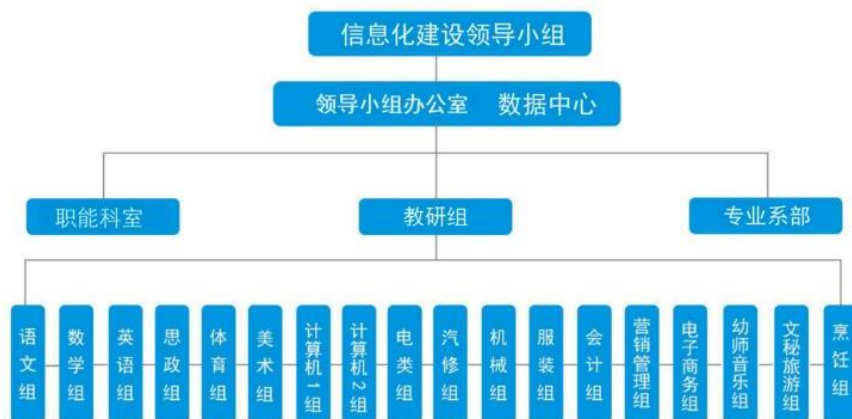 信息化建设领导小组
领导小组办公室 数据中心
职能科室
教研组
专业系部
语文组
数学组
英语组
思政组
体育组
美术组
计算机1组
计算机2组
电类组
汽修组
机械组
服装组
会计组
营销管理组
电子商务组
幼师音乐组
文秘旅游组
烹饪组